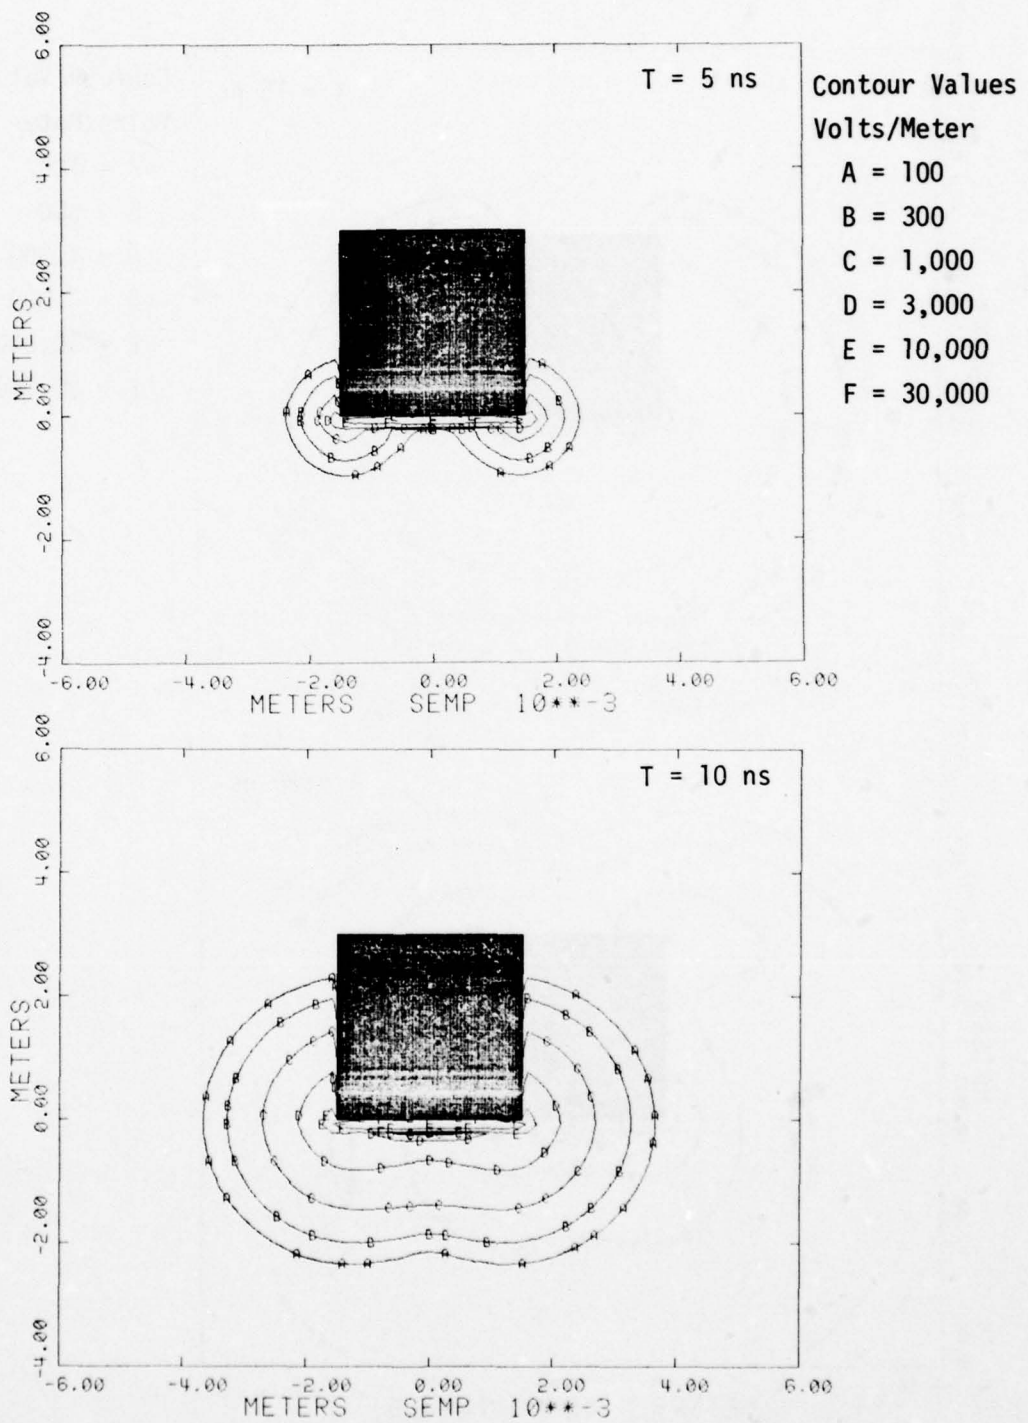 T = 5 ns
Contour Values
Volts/Meter
A = 100
B = 300
C = 1,000
D = 3,000
E = 10,000
F = 30,000
6.00
4.00
2.00
0.00
-2.00
-4.00
METERS
-6.00 -4.00 -2.00 0.00 2.00 4.00 6.00
METERS SEMP 10**-3
T = 10 ns
6.00
4.00
2.00
0.00
-2.00
-4.00
METERS
-6.00 -4.00 -2.00 0.00 2.00 4.00 6.00
METERS SEMP 10**-3